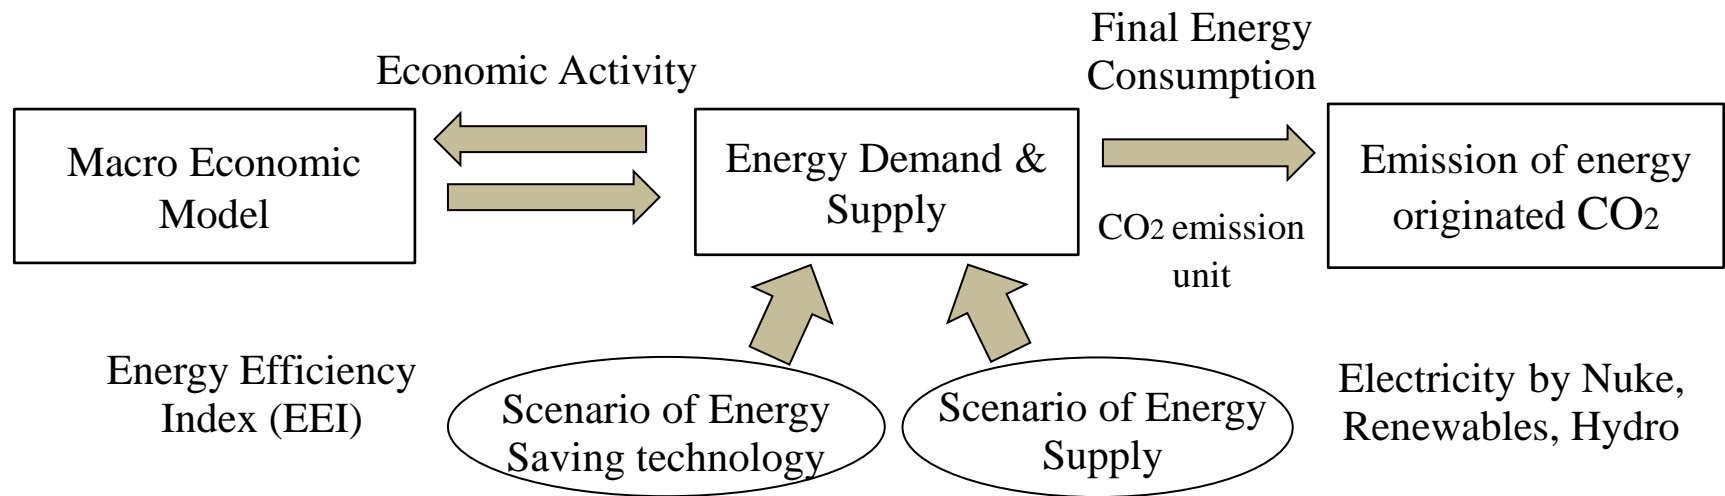 Final Energy
Consumption
Economic Activity
Macro Economic
Model
Energy Demand &
Supply
Emission of energy
originated CO2
CO2 emission
unit
Energy Efficiency
Index (EEI)
Scenario of Energy
Saving technology
Scenario of Energy
Supply
Electricity by Nuke,
Renewables, Hydro